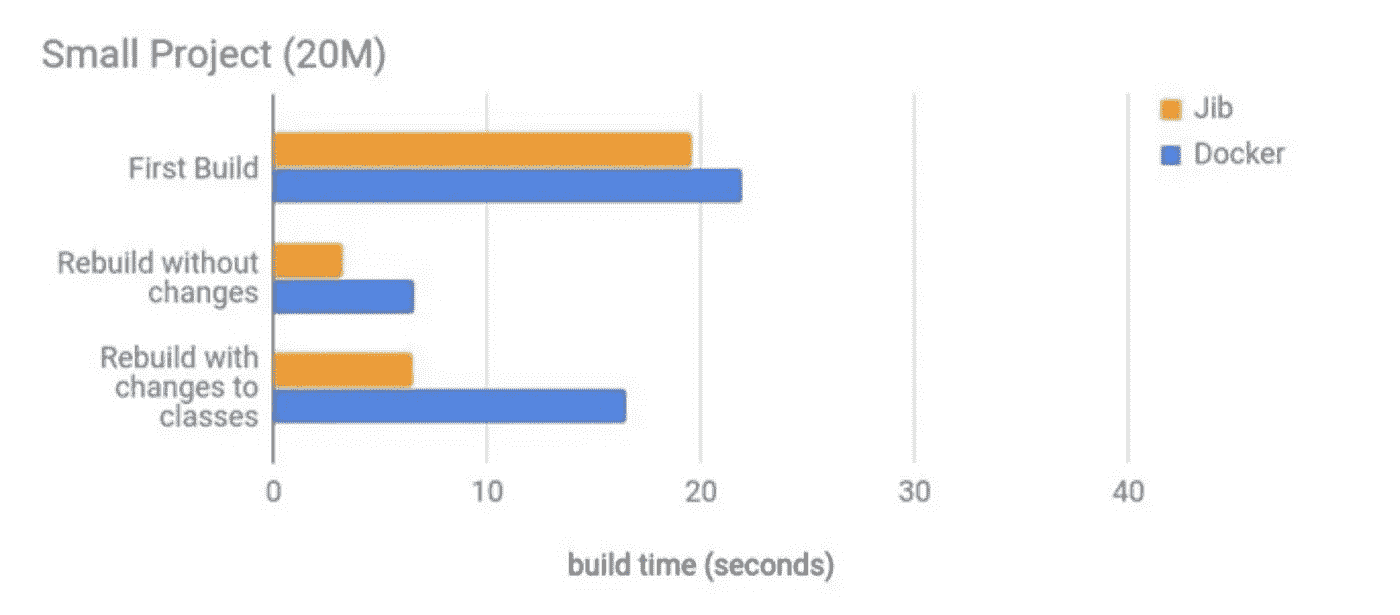 Small Project (20M)
Jib
Docker
First Build
Rebuild without
changes
Rebuild with
changes to
classes
0 10 20 30 40
build time (seconds)